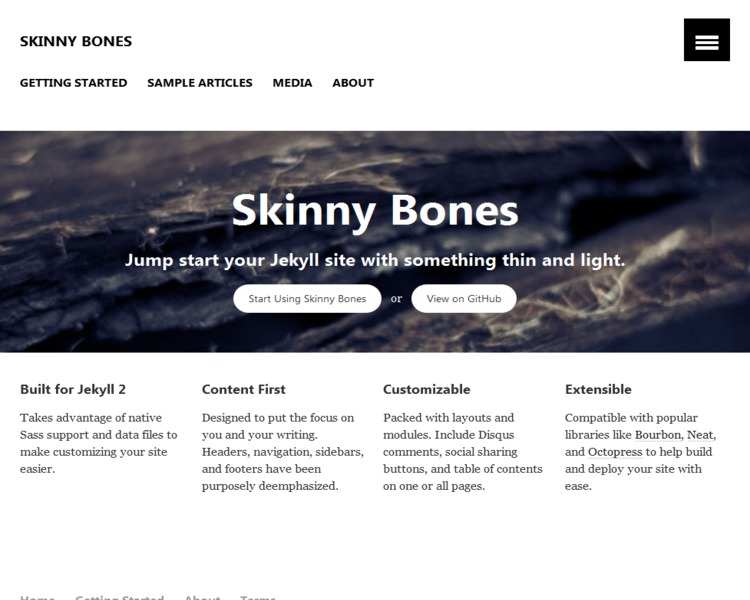 SKINNY BONES
GETTING STARTED SAMPLE ARTICLES MEDIA ABOUT
Skinny Bones
Jump start your Jekyll site with something thin and light.
Start Using Skinny Bones or View on GitHub
Built for Jekyll 2
Takes advantage of native
Sass support and data files to
make customizing your site
easier.
Content First
Designed to put the focus on
you and your writing.
Headers, navigation, sidebars,
and footers have been
purposely deemphasized.
Customizable
Packed with layouts and
modules. Include Disqus
comments, social sharing
buttons, and table of contents
on one or all pages.
Extensible
Compatible with popular
libraries like Bourbon, Neat,
and Octopress to help build
and deploy your site with
ease.
Home Getting Started About Terms